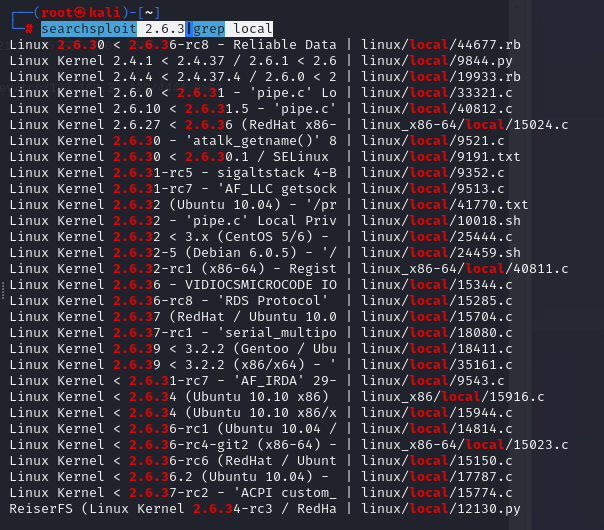 ┌──(root㉿kali)-[~]
└─# searchsploit 2.6.3|grep local
Linux 2.6.30 < 2.6.36-rc8 - Reliable Data | linux/local/44677.rb
Linux Kernel 2.4.1 < 2.4.37 / 2.6.1 < 2.6 | linux/local/9844.py
Linux Kernel 2.4.4 < 2.4.37.4 / 2.6.0 < 2 | linux/local/19933.rb
Linux Kernel 2.6.0 < 2.6.31 - 'pipe.c' Lo | linux/local/33321.c
Linux Kernel 2.6.10 < 2.6.31.5 - 'pipe.c' | linux/local/40812.c
Linux Kernel 2.6.27 < 2.6.36 (RedHat x86- | linux_x86-64/local/15024.c
Linux Kernel 2.6.30 - 'atalk_getname()' 8 | linux/local/9521.c
Linux Kernel 2.6.30 < 2.6.30.1 / SELinux | linux/local/9191.txt
Linux Kernel 2.6.31-rc5 - sigaltstack 4-B | linux/local/9352.c
Linux Kernel 2.6.31-rc7 - 'AF_LLC getsock | linux/local/9513.c
Linux Kernel 2.6.32 (Ubuntu 10.04) - '/pr | linux/local/41770.txt
Linux Kernel 2.6.32 - 'pipe.c' Local Priv | linux/local/10018.sh
Linux Kernel 2.6.32 < 3.x (CentOS 5/6) - | linux/local/25444.c
Linux Kernel 2.6.32-5 (Debian 6.0.5) - '/ | linux/local/24459.sh
Linux Kernel 2.6.32-rc1 (x86-64) - Regist | linux_x86-64/local/40811.c
Linux Kernel 2.6.36 - VIDIOCSMICROCODE IO | linux/local/15344.c
Linux Kernel 2.6.36-rc8 - 'RDS Protocol' | linux/local/15285.c
Linux Kernel 2.6.37 (RedHat / Ubuntu 10.0 | linux/local/15704.c
Linux Kernel 2.6.37-rc1 - 'serial_multipo | linux/local/18080.c
Linux Kernel 2.6.39 < 3.2.2 (Gentoo / Ubu | linux/local/18411.c
Linux Kernel 2.6.39 < 3.2.2 (x86/x64) - ' | linux/local/35161.c
Linux Kernel < 2.6.31-rc7 - 'AF_IRDA' 29- | linux/local/9543.c
Linux Kernel < 2.6.34 (Ubuntu 10.10 x86) | linux_x86/local/15916.c
Linux Kernel < 2.6.34 (Ubuntu 10.10 x86/x | linux/local/15944.c
Linux Kernel < 2.6.36-rc1 (Ubuntu 10.04 / | linux/local/14814.c
Linux Kernel < 2.6.36-rc4-git2 (x86-64) - | linux_x86-64/local/15023.c
Linux Kernel < 2.6.36-rc6 (RedHat / Ubunt | linux/local/15150.c
Linux Kernel < 2.6.36.2 (Ubuntu 10.04) - | linux/local/17787.c
Linux Kernel < 2.6.37-rc2 - 'ACPI custom_ | linux/local/15774.c
ReiserFS (Linux Kernel 2.6.34-rc3 / RedHa | linux/local/12130.py